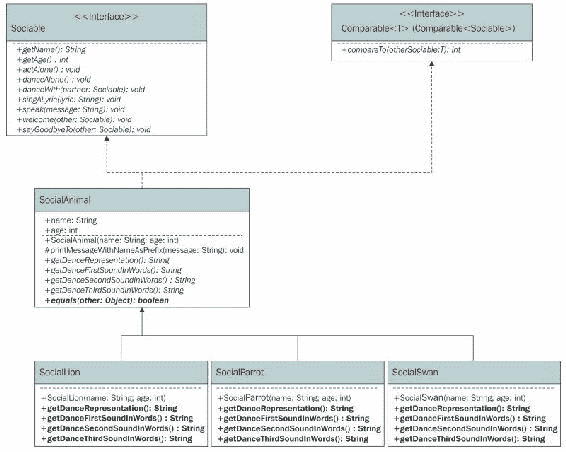 <<Interface>>
Sociable
+getName(): String
+getAge() : int
+actAlone() : void
+danceAlone() : void
+danceWith(partner: Sociable): void
+singALyric(lyric: String): void
+speak(message: String): void
+welcome(other: Sociable): void
+sayGoodbyeTo(other: Sociable): void
<<Interface>>
Comparable<T> (Comparable<Sociable>)
+compareTo(otherSociable:T): int
SocialAnimal
+name: String
+age: int
+SocialAnimal(name: String; age: int)
#printMessageWithNameAsPrefix(message: String): void
+getDanceRepresentation(): String
+getDanceFirstSoundInWords() : String
+getDanceSecondSoundInWords() : String
+getDanceThirdSoundInWords(): String
+equals(other: Object): boolean
SocialLion
+SocialLion(name: String; age: int)
+getDanceRepresentation(): String
+getDanceFirstSoundInWords() : String
+getDanceSecondSoundInWords() : String
+getDanceThirdSoundInWords(): String
SocialParrot
+SocialParrot(name: String; age: int)
+getDanceRepresentation(): String
+getDanceFirstSoundInWords() : String
+getDanceSecondSoundInWords() : String
+getDanceThirdSoundInWords(): String
SocialSwan
+SocialSwan(name: String; age: int)
+getDanceRepresentation(): String
+getDanceFirstSoundInWords() : String
+getDanceSecondSoundInWords() : String
+getDanceThirdSoundInWords(): String